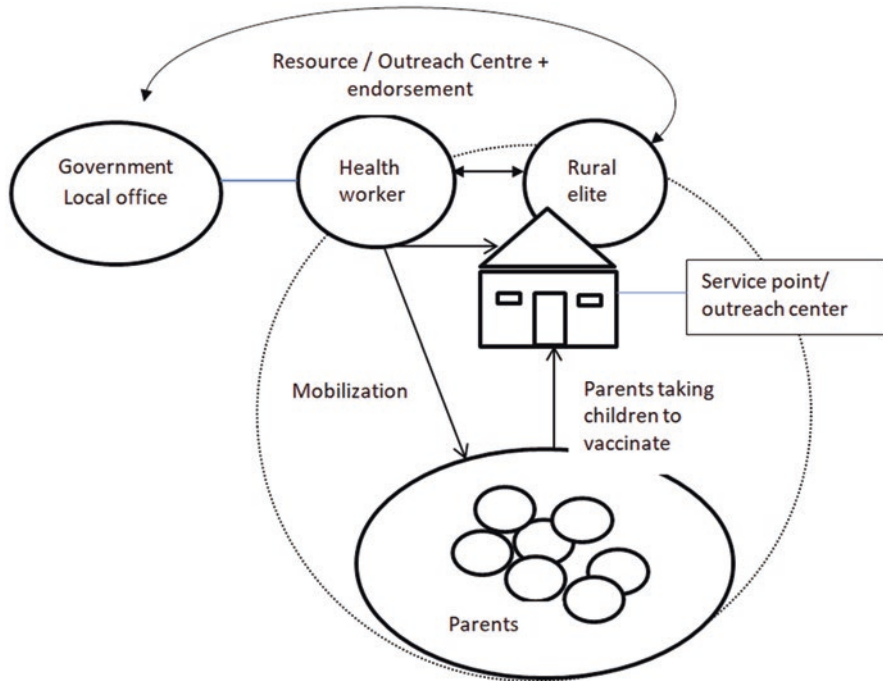 Resource / Outreach Centre +
endorsement
Government
Local office
Health
worker
Rural
elite
Service point/
outreach center
Mobilization
Parents taking
children to
vaccinate
Parents